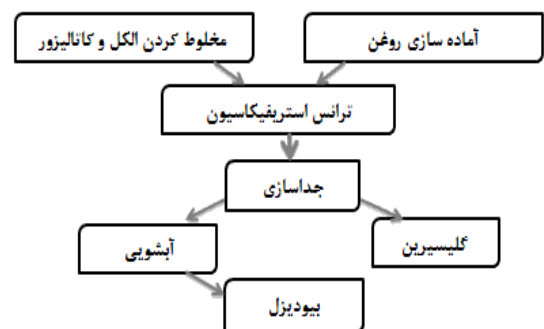 آماده سازی روغن
مخلوط کردن الکل و کاتالیزور
ترانس استریفیکاسیون
جداسازی
گلیسیرین
آبشویی
بیودیزل